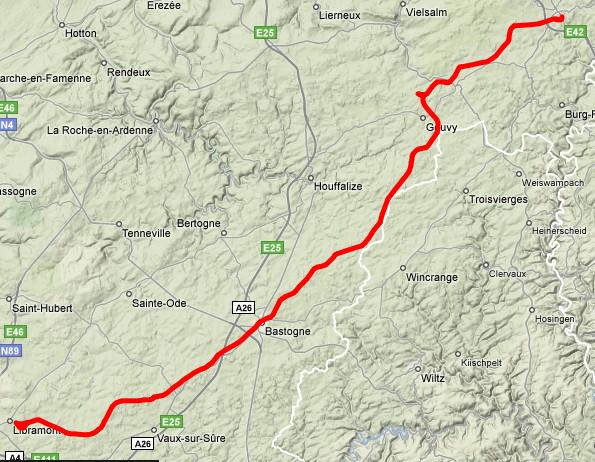 Erezée
Lierneux
Vielsalm
Hotton
E25
E42
Rendeux
arche-en-Famenne
E46
N4
La Roche-en-Ardenne
Gouvy
Burg-R
assogne
Houffalize
Weiswampach
Troisvierges
Bertogne
Tenneville
Heinerscheid
E25
Wincrange
Clervaux
Saint-Hubert
Sainte-Ode
A26
Hosingen
E46
Bastogne
N89
Kiischpelt
Wiltz
Libramont
E25
A26
Vaux-sur-Sûre
A4
E411